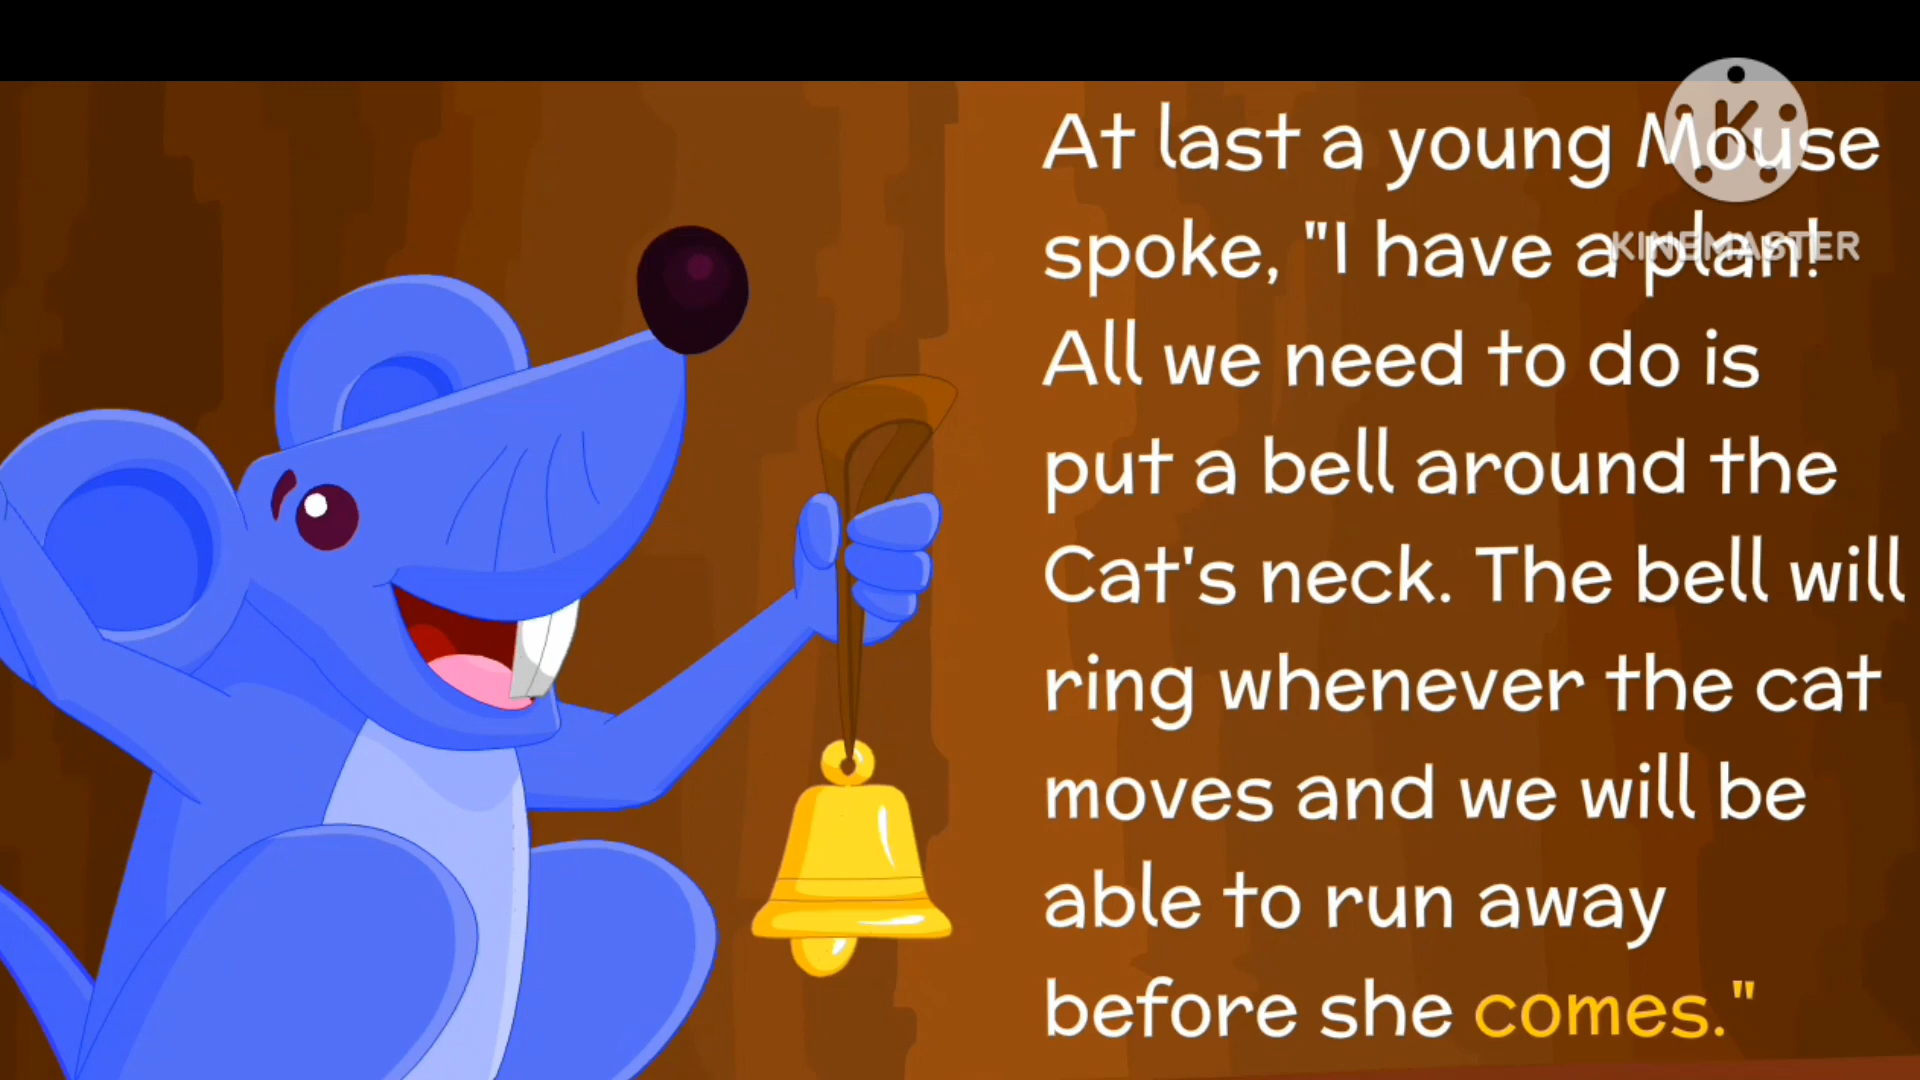 At last a young Mouse
spoke, "I have a plan!
All we need to do is
put a bell around the
Cat's neck. The bell will
ring whenever the cat
moves and we will be
able to run away
before she comes."
K
KINEMASTER